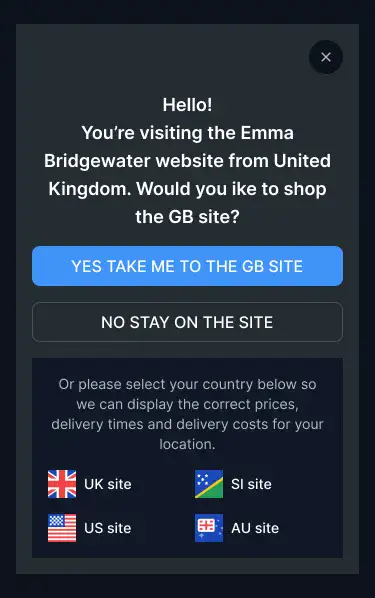 Hello!
You’re visiting the Emma
Bridgewater website from United
Kingdom. Would you ike to shop
the GB site?
YES TAKE ME TO THE GB SITE
NO STAY ON THE SITE
Or please select your country below so
we can display the correct prices,
delivery times and delivery costs for your
location.
UK site
SI site
US site
AU site